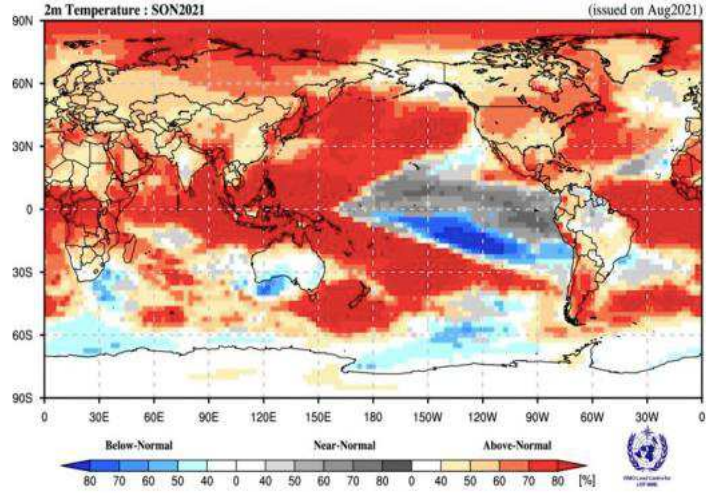 2m Temperature : SON2021 (issued on Aug2021)
90N
60N
30N
0
30S
60S
90S
0 30E 60E 90E 120E 150E 180 150W 120W 90W 60W 30W 0
Below-Normal Near-Normal Above-Normal
80 70 60 50 40 0 40 50 60 70 80 0 40 50 60 70 80 [%]